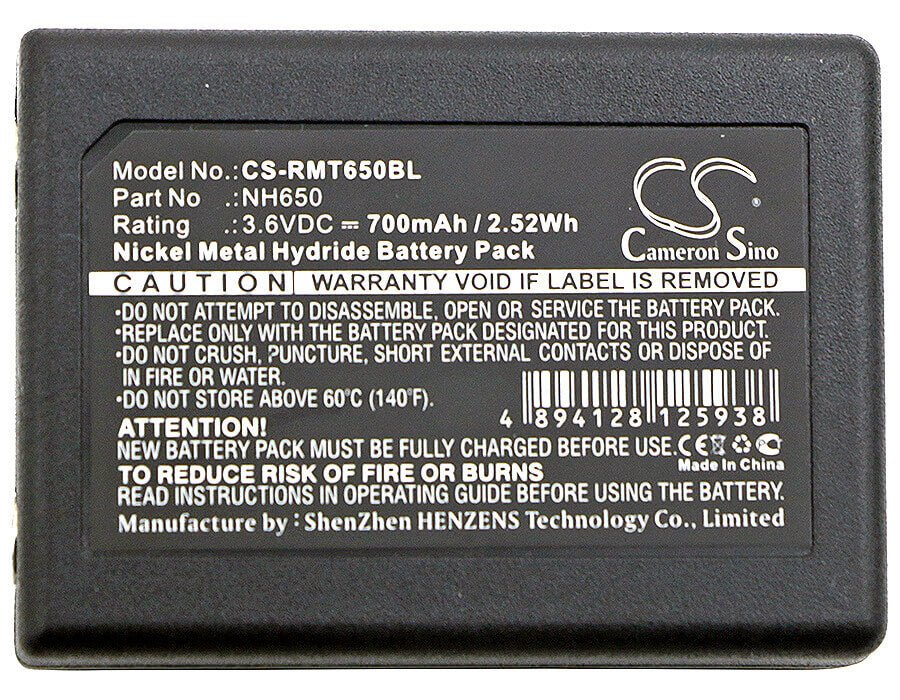 Model No.:CS-RMT650BL
Part No .:NH650
Rating .:3.6VDC ⎓ 700mAh / 2.52Wh
Nickel Metal Hydride Battery Pack
CS
Cameron Sino
CAUTION WARRANTY VOID IF LABEL IS REMOVED
•DO NOT ATTEMPT TO DISASSEMBLE, OPEN OR SERVICE THE BATTERY PACK.
•REPLACE ONLY WITH THE BATTERY PACK DESIGNATED FOR THIS PRODUCT.
•DO NOT CRUSH, PUNCTURE, SHORT EXTERNAL CONTACTS OR DISPOSE OF
IN FIRE OR WATER.
•DO NOT STORE ABOVE 60°C (140°F).
4 894128 125938
ATTENTION!
NEW BATTERY PACK MUST BE FULLY CHARGED BEFORE USE.
CE
Made In China
TO REDUCE RISK OF FIRE OR BURNS
READ INSTRUCTIONS IN OPERATING GUIDE BEFORE USING BATTERY PACK
Manufacture by : ShenZhen HENZENS Technology Co., Limited